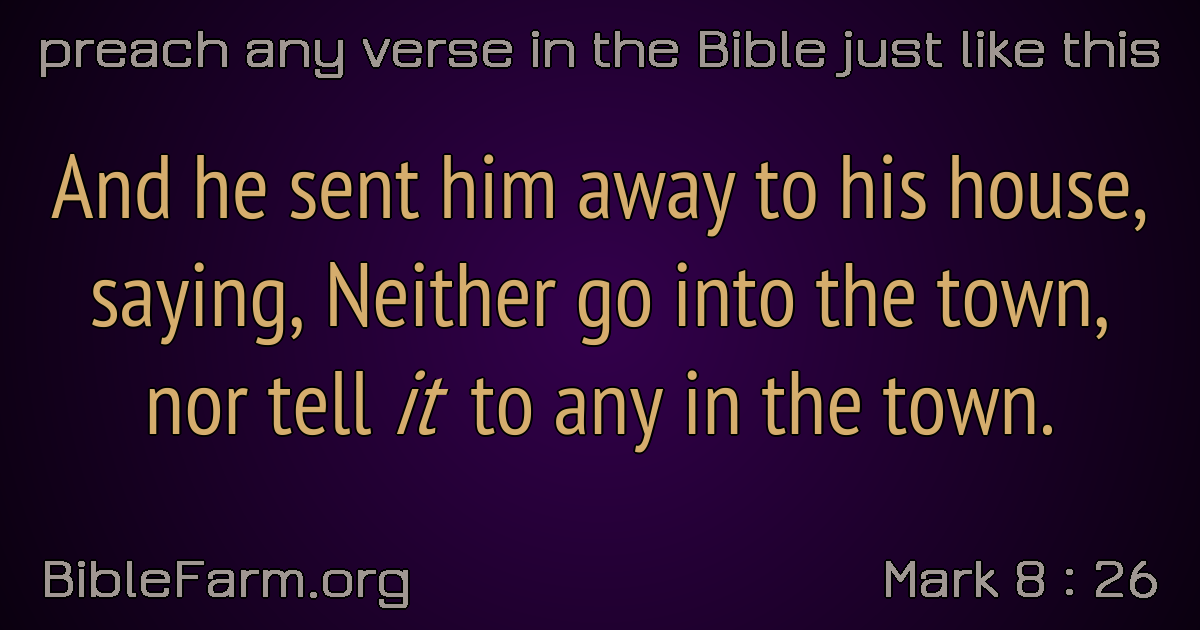 preach any verse in the Bible just like this
And he sent him away to his house,
saying, Neither go into the town,
nor tell it to any in the town.
BibleFarm.org
Mark 8 : 26